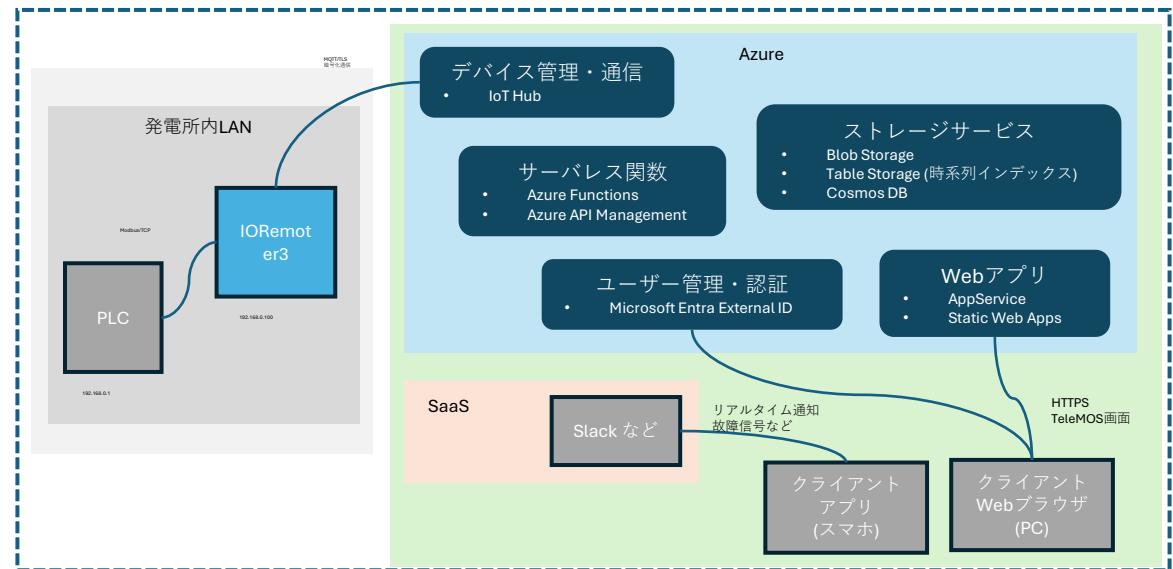 MQTT/TLS
暗号化通信
発電所内LAN
Modbus/TCP
IORemot
er3
192.168.0.100
PLC
192.168.0.1
Azure
デバイス管理・通信
• IoT Hub
ストレージサービス
• Blob Storage
• Table Storage (時系列インデックス)
• Cosmos DB
サーバレス関数
• Azure Functions
• Azure API Management
ユーザー管理・認証
• Microsoft Entra External ID
Webアプリ
• AppService
• Static Web Apps
SaaS
Slack など
リアルタイム通知
故障信号など
HTTPS
TeleMOS画面
クライアント
アプリ
(スマホ)
クライアント
Webブラウザ
(PC)